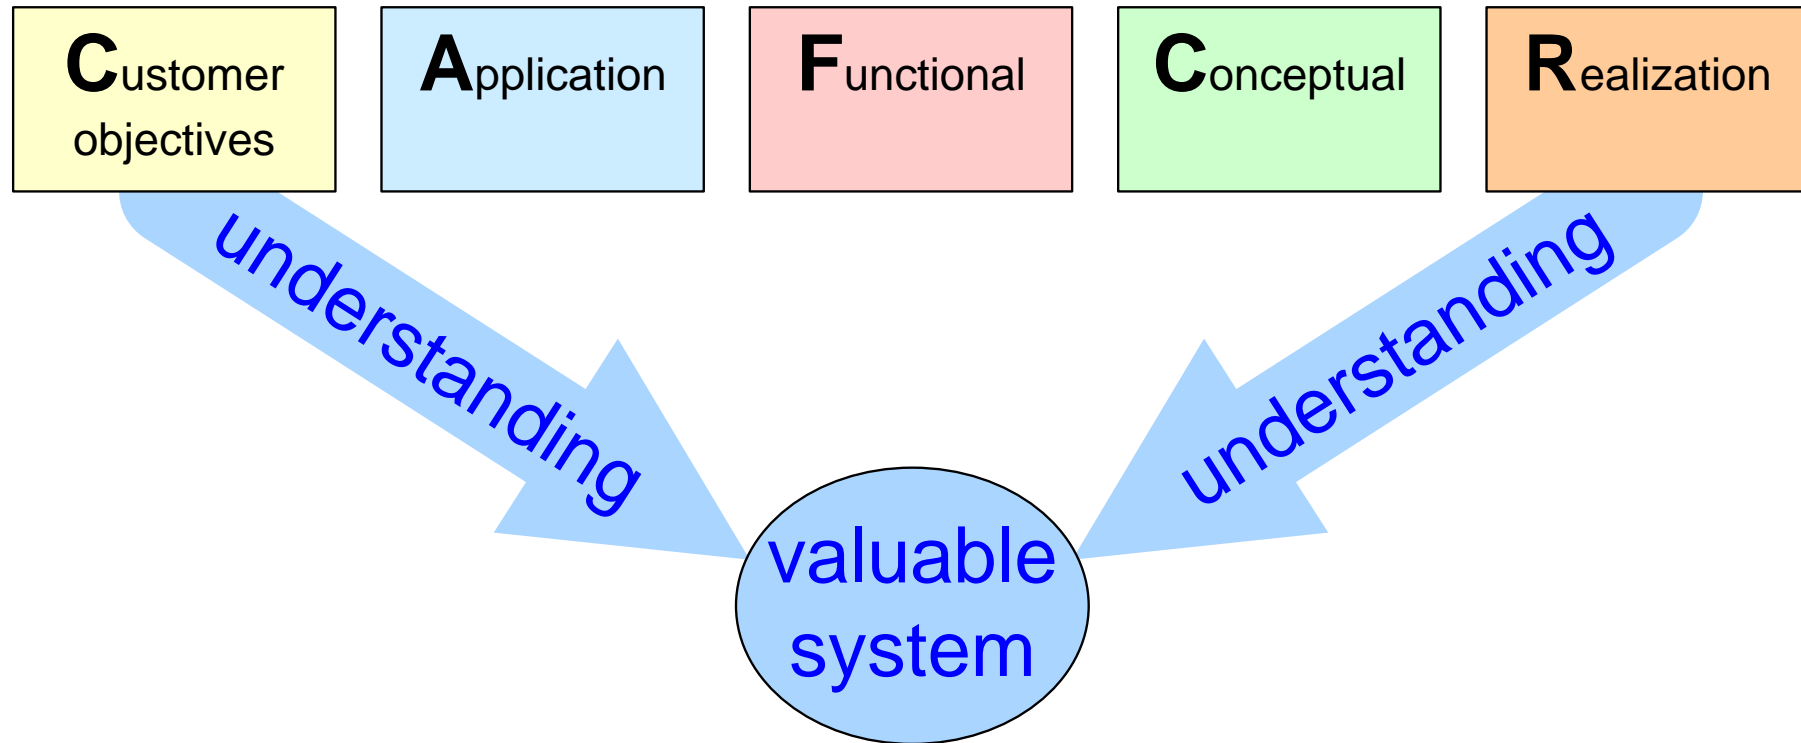 Customer
objectives
Application
Functional
Conceptual
Realization
understanding
understanding
valuable
system